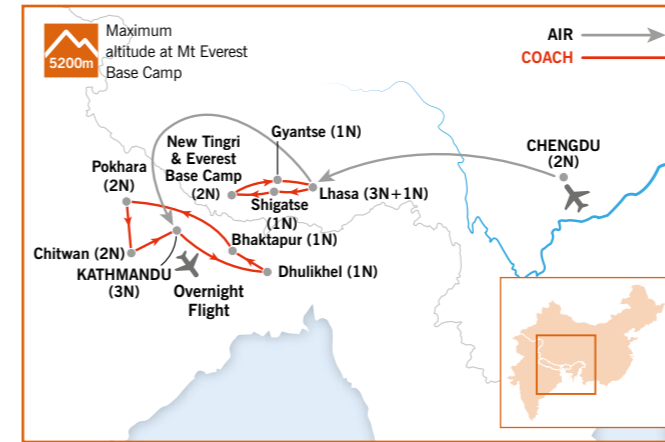 Maximum
altitude at Mt Everest
Base Camp
5200m
AIR
COACH
Gyantse (1N)
New Tingri
& Everest
Base Camp
(2N)
CHENGDU
(2N)
Pokhara
(2N)
Lhasa (3N+1N)
Shigatse
(1N)
Bhaktapur (1N)
Chitwan (2N)
KATHMANDU
(3N)
Dhulikhel (1N)
Overnight
Flight